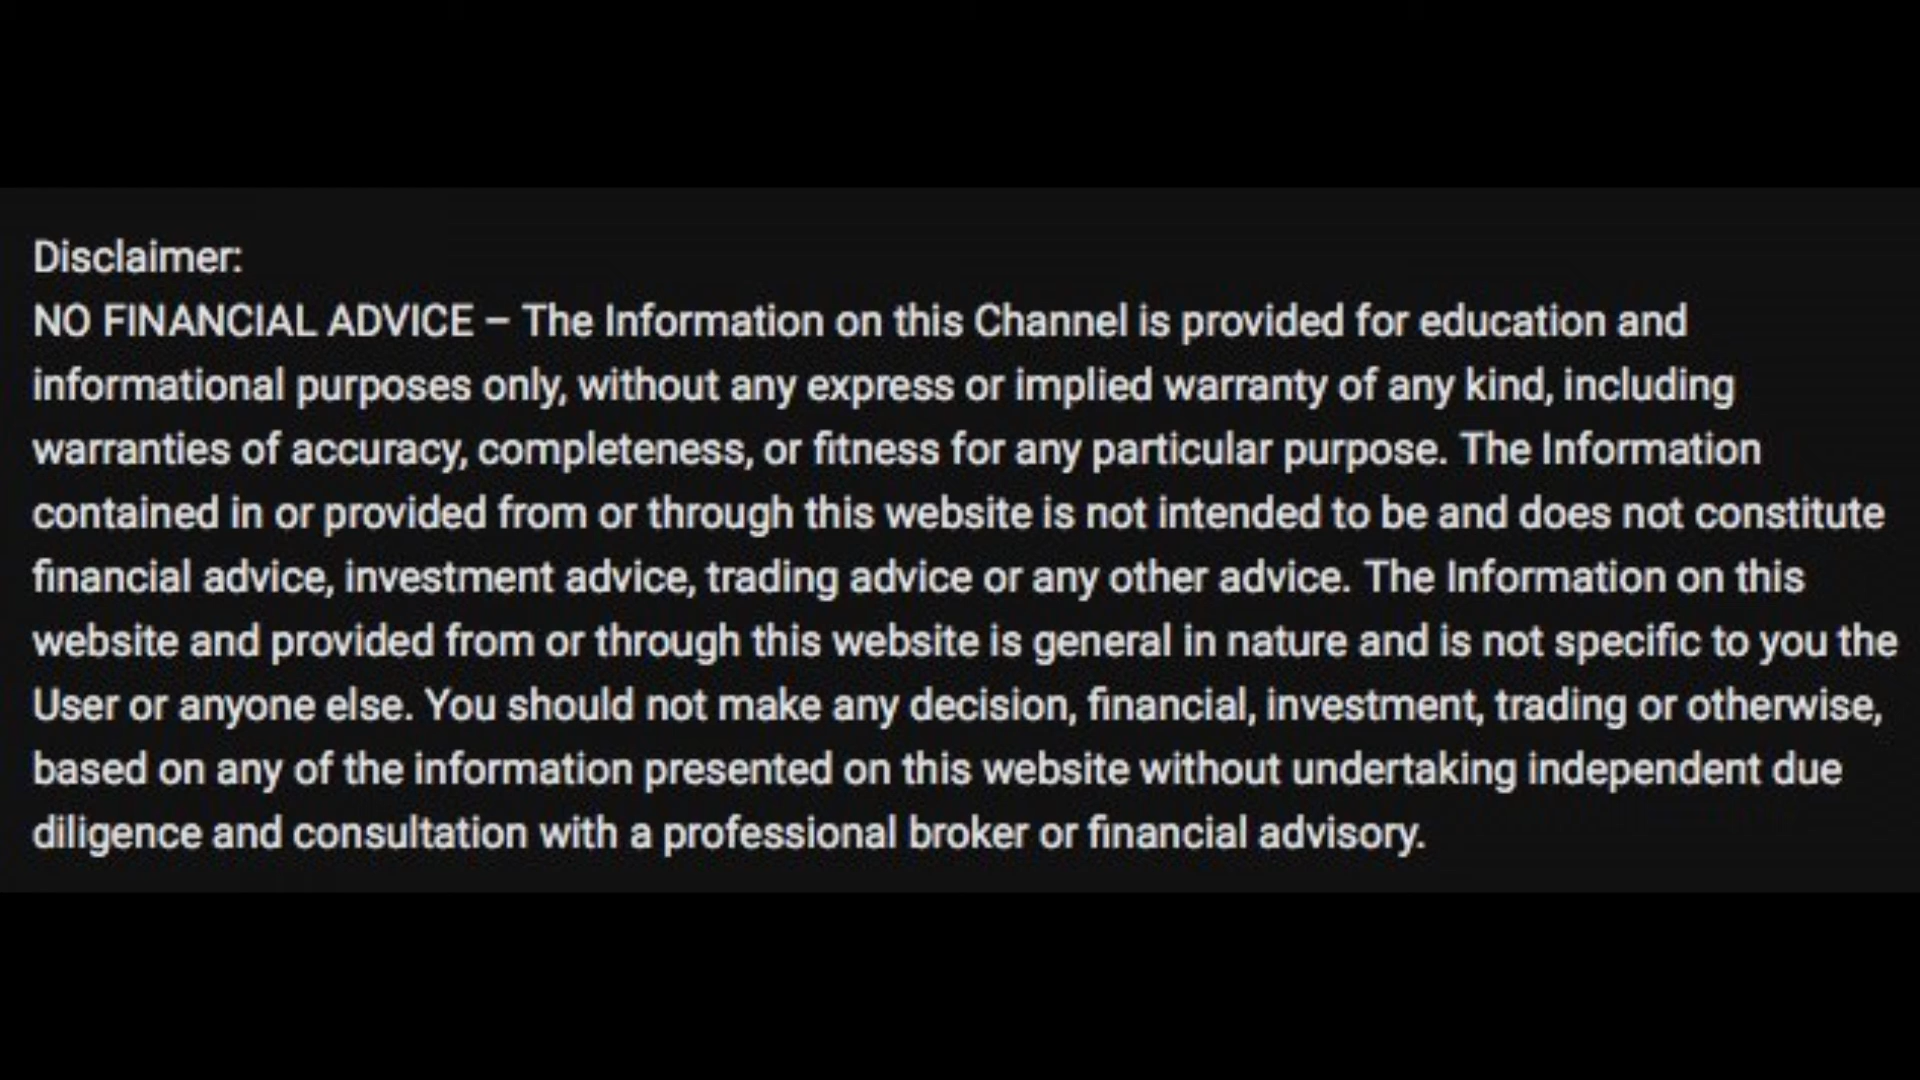 Disclaimer:
NO FINANCIAL ADVICE – The Information on this Channel is provided for education and
informational purposes only, without any express or implied warranty of any kind, including
warranties of accuracy, completeness, or fitness for any particular purpose. The Information
contained in or provided from or through this website is not intended to be and does not constitute
financial advice, investment advice, trading advice or any other advice. The Information on this
website and provided from or through this website is general in nature and is not specific to you the
User or anyone else. You should not make any decision, financial, investment, trading or otherwise,
based on any of the information presented on this website without undertaking independent due
diligence and consultation with a professional broker or financial advisory.